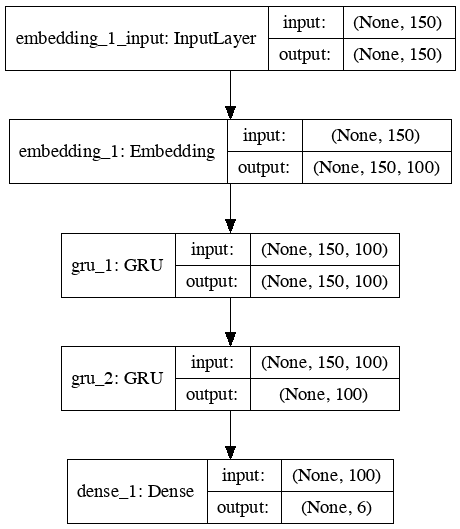 embedding_1_input: InputLayer
input: (None, 150)
output: (None, 150)
embedding_1: Embedding
input: (None, 150)
output: (None, 150, 100)
gru_1: GRU
input: (None, 150, 100)
output: (None, 150, 100)
gru_2: GRU
input: (None, 150, 100)
output: (None, 100)
dense_1: Dense
input: (None, 100)
output: (None, 6)